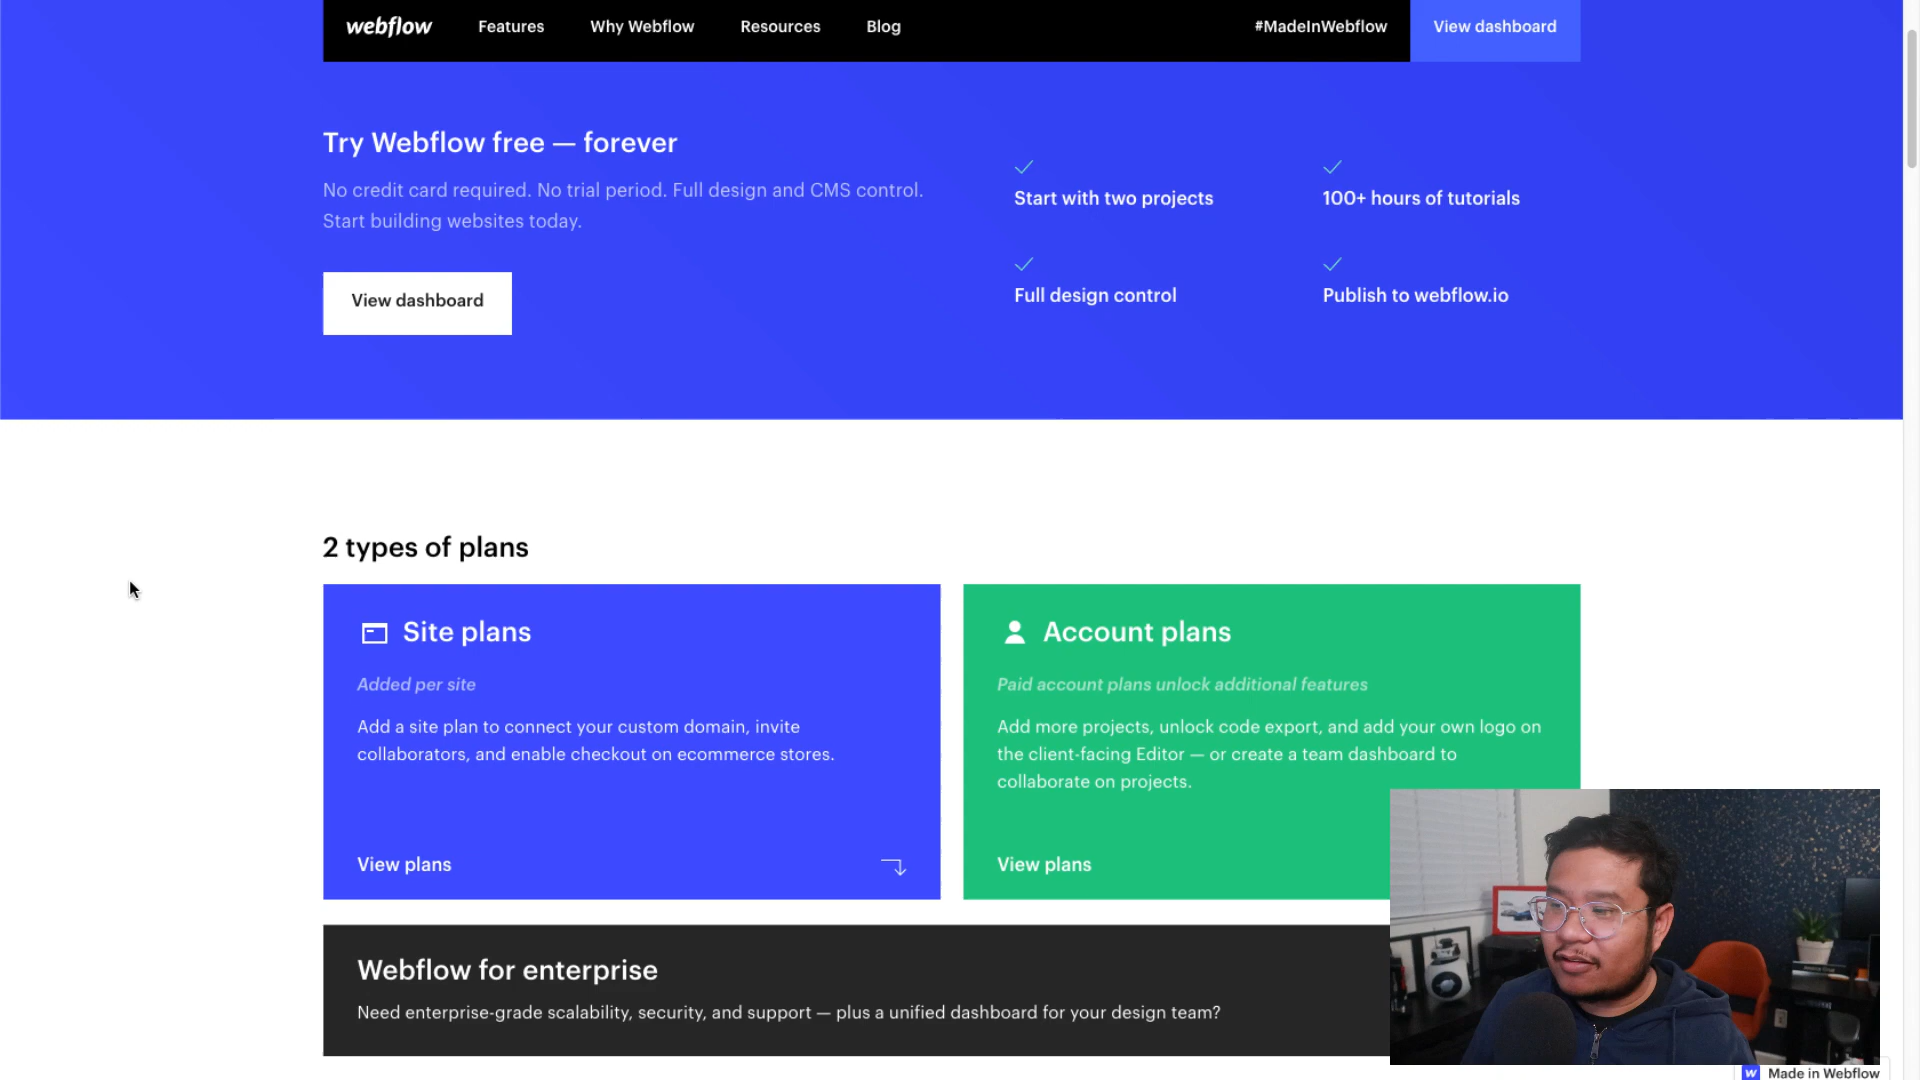 webflow
Features
Why Webflow
Resources
Blog
#MadeInWebflow
View dashboard
Try Webflow free — forever
No credit card required. No trial period. Full design and CMS control.
Start building websites today.
View dashboard
Start with two projects
100+ hours of tutorials
Full design control
Publish to webflow.io
2 types of plans
Site plans
Added per site
Add a site plan to connect your custom domain, invite
collaborators, and enable checkout on ecommerce stores.
View plans
Account plans
Paid account plans unlock additional features
Add more projects, unlock code export, and add your own logo on
the client-facing Editor — or create a team dashboard to
collaborate on projects.
View plans
Webflow for enterprise
Need enterprise-grade scalability, security, and support — plus a unified dashboard for your design team?
Made in Webflow